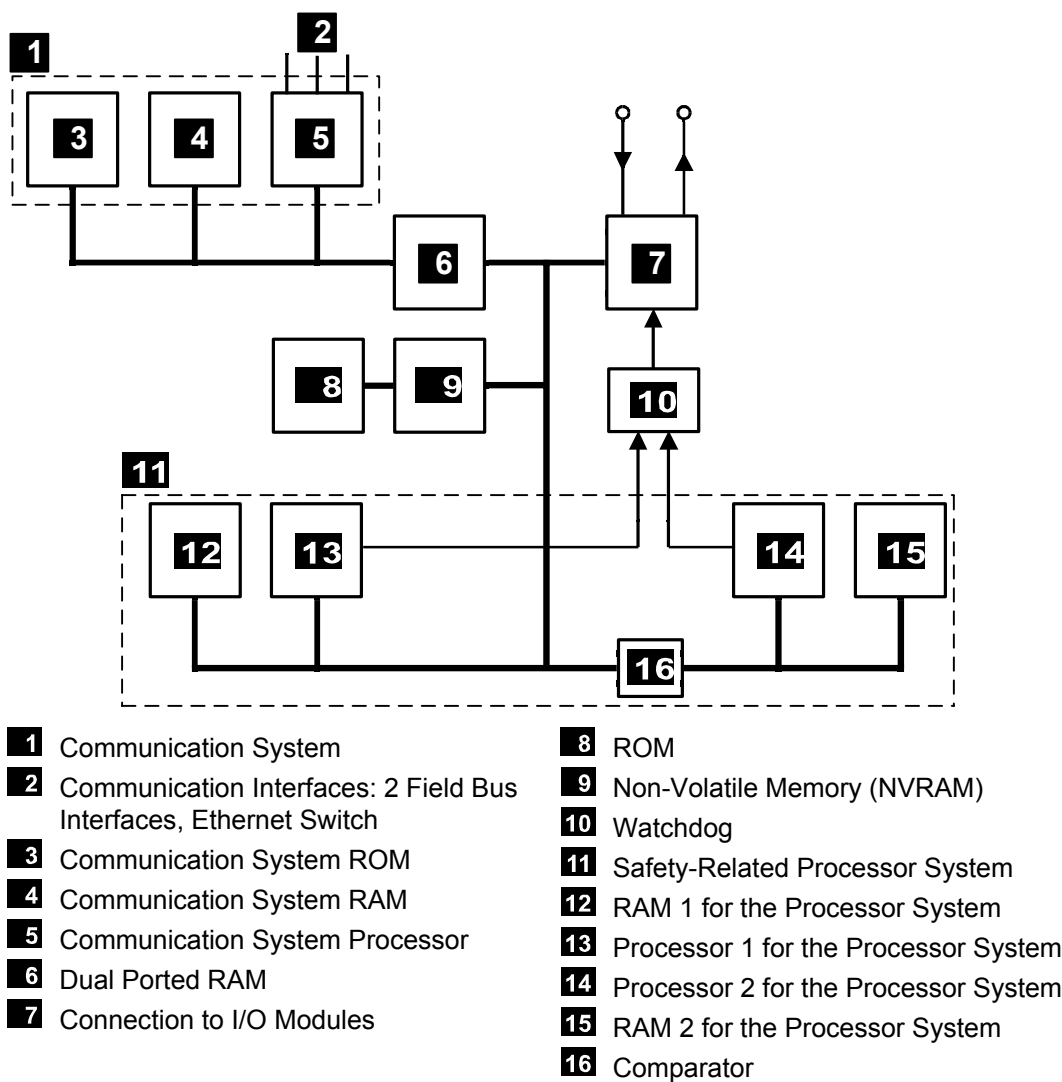 2
1
3 4 5
6 7
8 9 10
11
12 13 14 15
16
1 Communication System
2 Communication Interfaces: 2 Field Bus
Interfaces, Ethernet Switch
3 Communication System ROM
4 Communication System RAM
5 Communication System Processor
6 Dual Ported RAM
7 Connection to I/O Modules
8 ROM
9 Non-Volatile Memory (NVRAM)
10 Watchdog
11 Safety-Related Processor System
12 RAM 1 for the Processor System
13 Processor 1 for the Processor System
14 Processor 2 for the Processor System
15 RAM 2 for the Processor System
16 Comparator